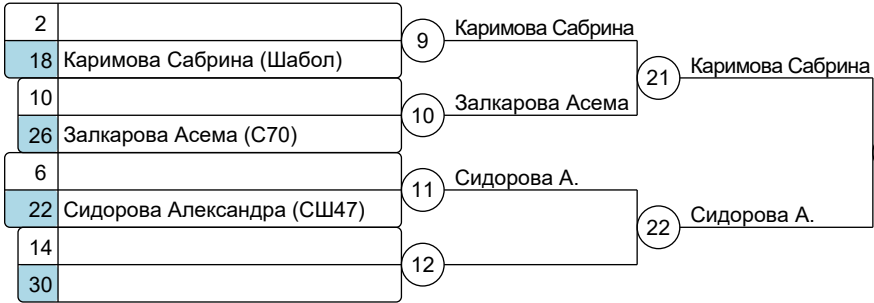 2
18 Каримова Сабрина (Шабол)
9
Каримова Сабрина
10
26 Залкарова Асема (С70)
10
Залкарова Асема
21
Каримова Сабрина
6
22 Сидорова Александра (СШ47)
11
Сидорова А.
14
30
12
22
Сидорова А.